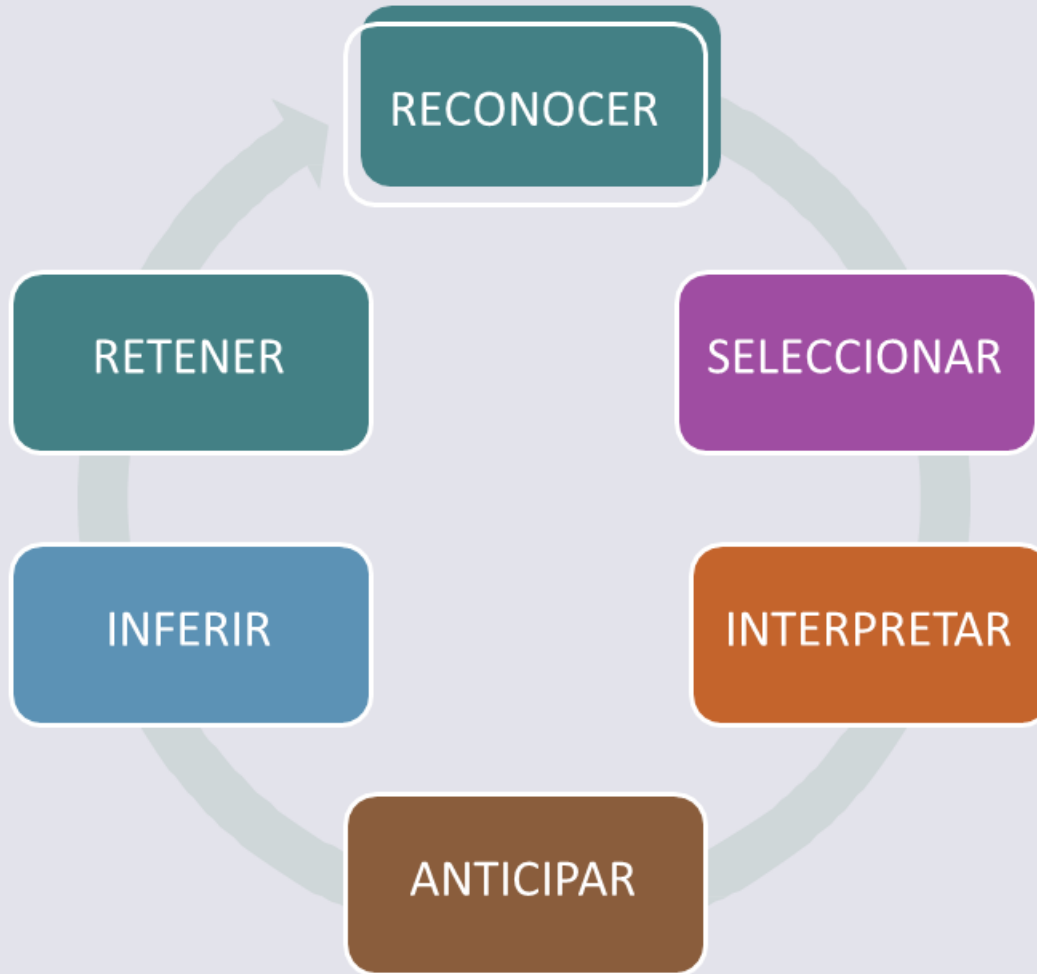 RECONOCER
SELECCIONAR
INTERPRETAR
ANTICIPAR
INFERIR
RETENER